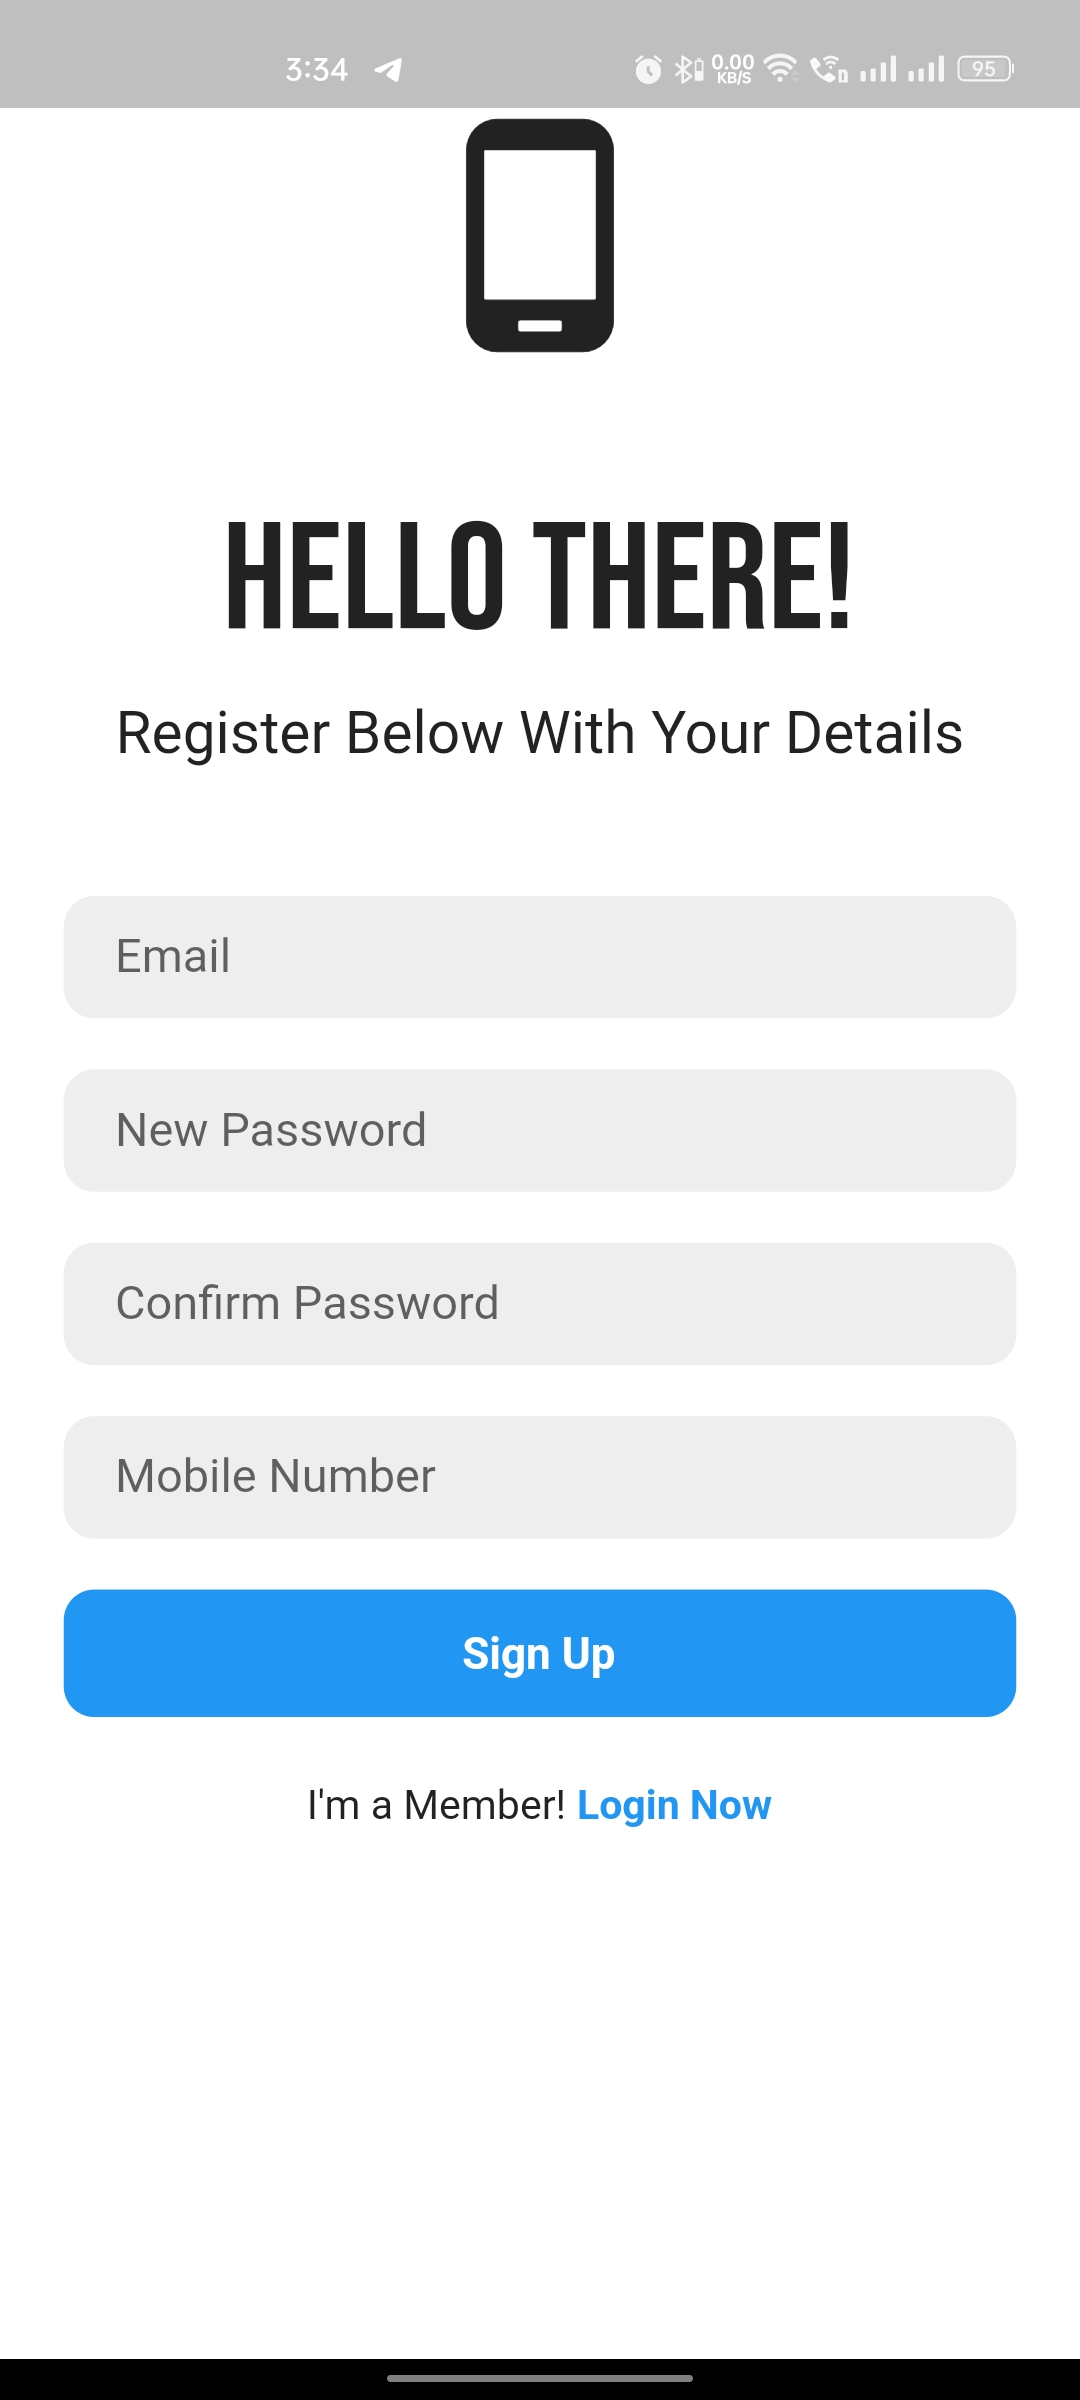 3:34 0.00 KB/S 95
HELLO THERE!
Register Below With Your Details
Email
New Password
Confirm Password
Mobile Number
Sign Up
I'm a Member! Login Now